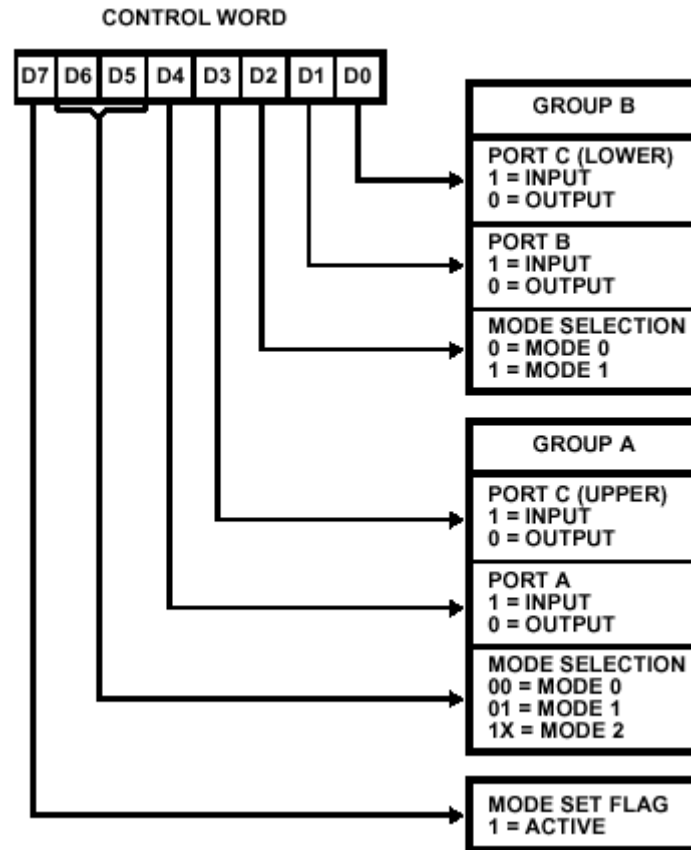 CONTROL WORD
D7 D6 D5 D4 D3 D2 D1 D0
GROUP B
PORT C (LOWER)
1 = INPUT
0 = OUTPUT
PORT B
1 = INPUT
0 = OUTPUT
MODE SELECTION
0 = MODE 0
1 = MODE 1
GROUP A
PORT C (UPPER)
1 = INPUT
0 = OUTPUT
PORT A
1 = INPUT
0 = OUTPUT
MODE SELECTION
00 = MODE 0
01 = MODE 1
1X = MODE 2
MODE SET FLAG
1 = ACTIVE